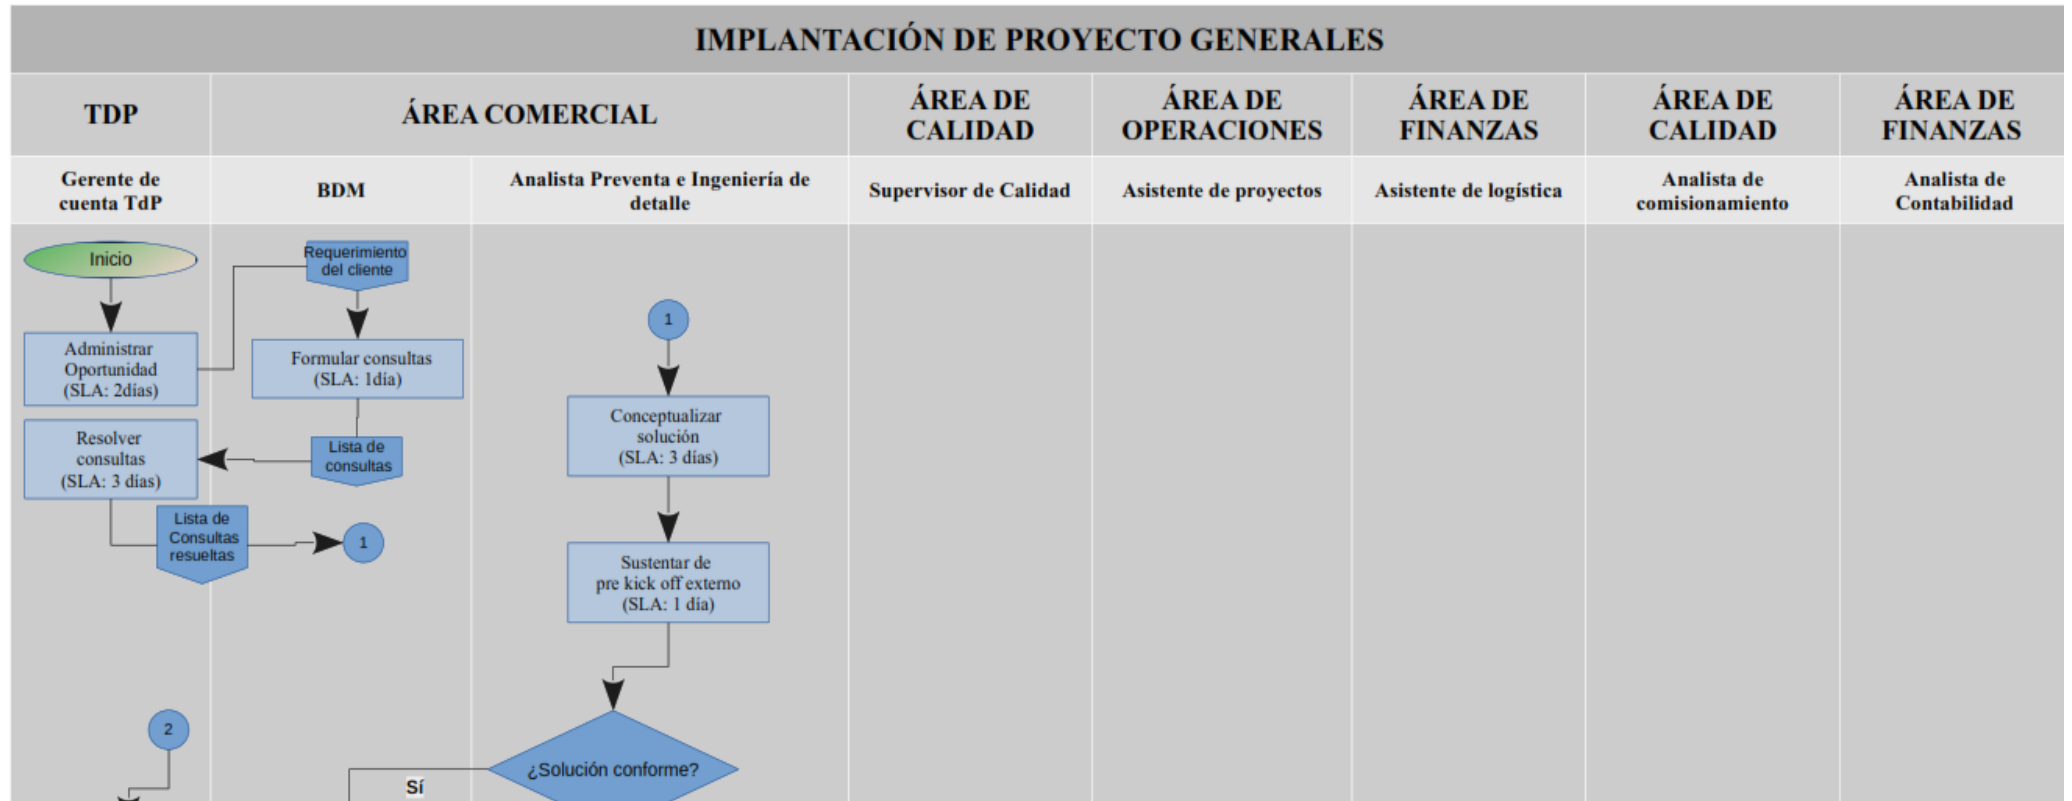 IMPLANTACIÓN DE PROYECTO GENERALES
TDP
ÁREA COMERCIAL
ÁREA DE
CALIDAD
ÁREA DE
OPERACIONES
ÁREA DE
FINANZAS
ÁREA DE
CALIDAD
ÁREA DE
FINANZAS
Gerente de
cuenta TdP
BDM
Analista Preventa e Ingeniería de
detalle
Supervisor de Calidad
Asistente de proyectos
Asistente de logística
Analista de
comisionamiento
Analista de
Contabilidad
Inicio
Requerimiento
del cliente
Administrar
Oportunidad
(SLA: 2días)
Formular consultas
(SLA: 1día)
Resolver
consultas
(SLA: 3 días)
Lista de
consultas
Lista de
Consultas
resueltas
1
1
Conceptualizar
solución
(SLA: 3 días)
Sustentar de
pre kick off externo
(SLA: 1 día)
2
¿Solución conforme?
Sí